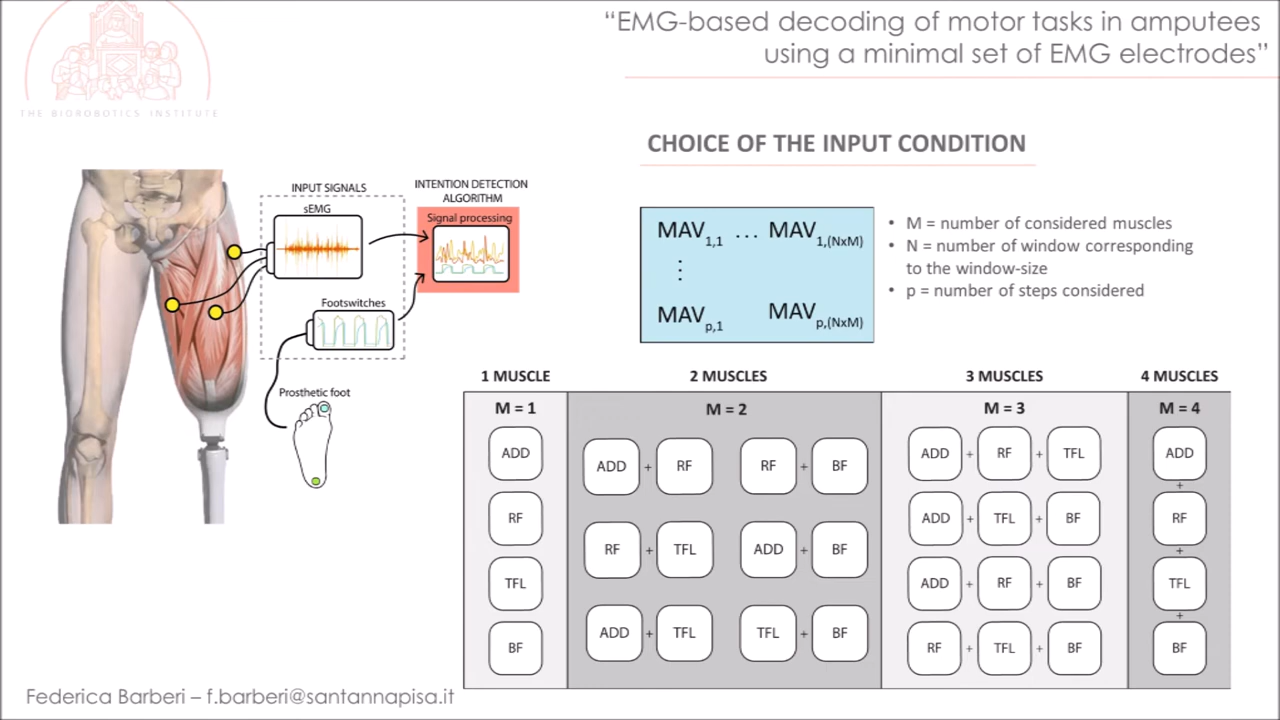 “EMG-based decoding of motor tasks in amputees
using a minimal set of EMG electrodes”
THE BIOROBOTICS INSTITUTE
CHOICE OF THE INPUT CONDITION
INPUT SIGNALS
sEMG
INTENTION DETECTION
ALGORITHM
Signal processing
Footswitches
Prosthetic foot
MAV1,1 ... MAV1,(NxM)
⋮
MAVp,1 MAVp,(NxM)
• M = number of considered muscles
• N = number of window corresponding
to the window-size
• p = number of steps considered
1 MUSCLE 2 MUSCLES 3 MUSCLES 4 MUSCLES
M = 1
ADD
RF
TFL
BF
M = 2
ADD + RF RF + BF
RF + TFL ADD + BF
ADD + TFL TFL + BF
M = 3
ADD + RF + TFL
ADD + TFL + BF
ADD + RF + BF
RF + TFL + BF
M = 4
ADD
+
RF
+
TFL
+
BF
Federica Barberi – f.barberi@santannapisa.it